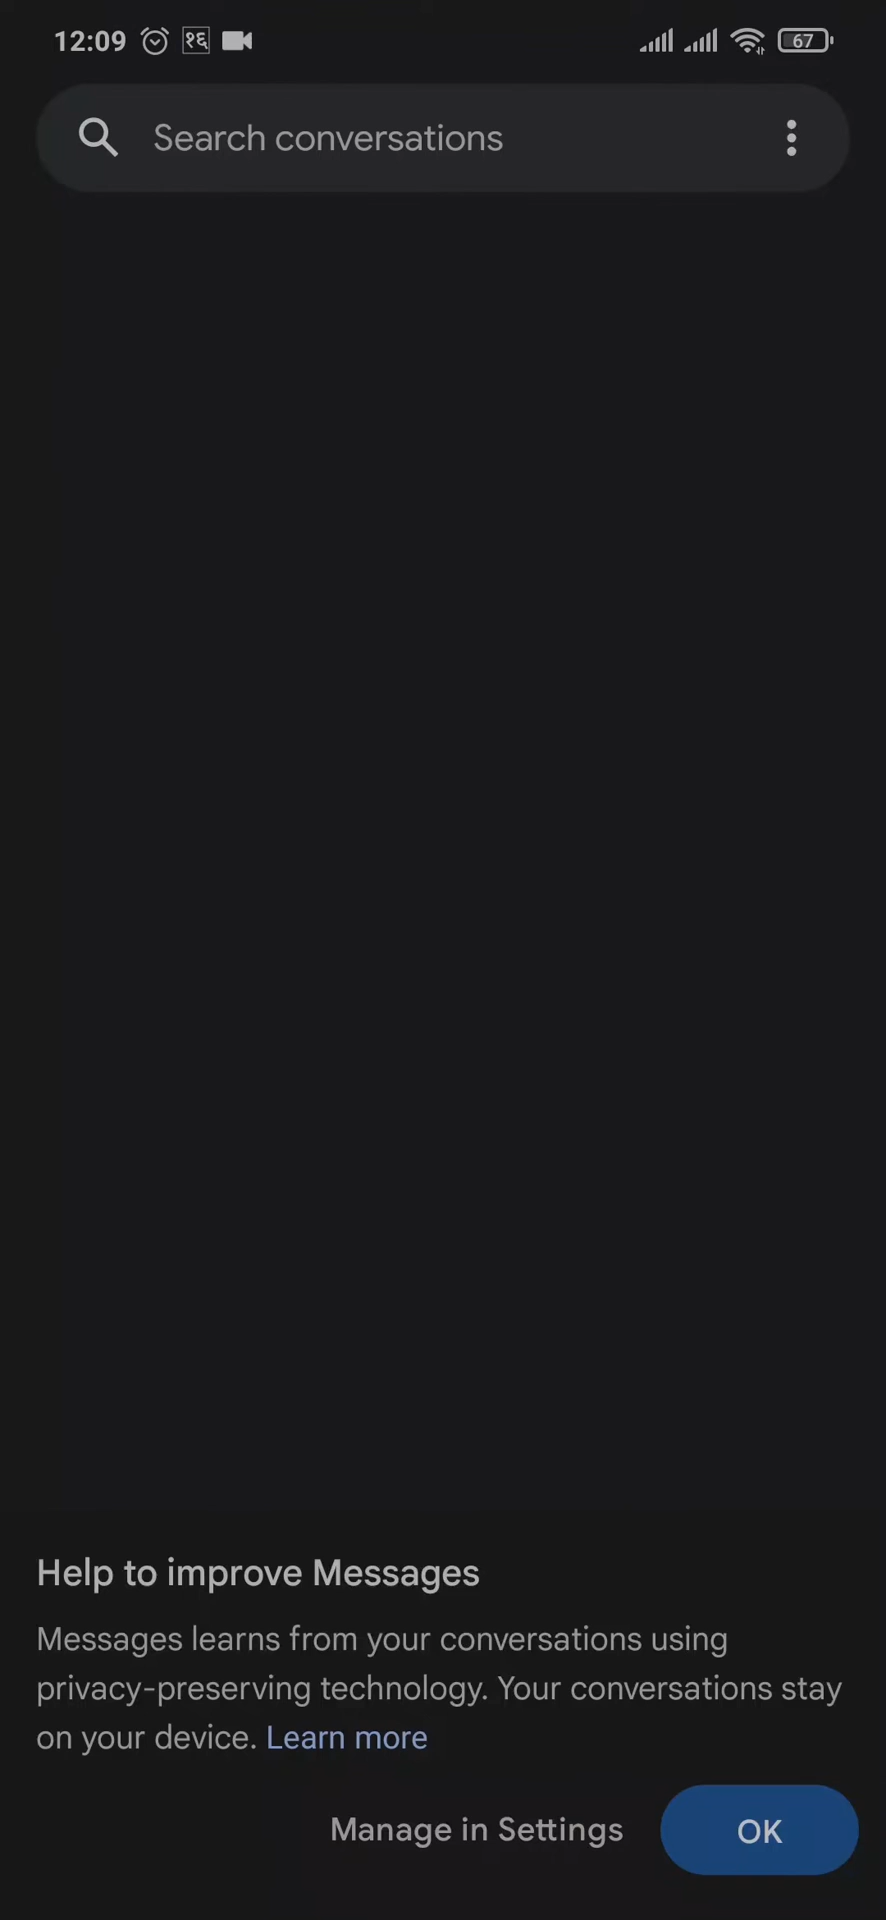 12:09 १६ 67
Search conversations
Help to improve Messages
Messages learns from your conversations using
privacy-preserving technology. Your conversations stay
on your device. Learn more
Manage in Settings OK